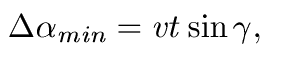 Δα_{min} = vt sin γ,